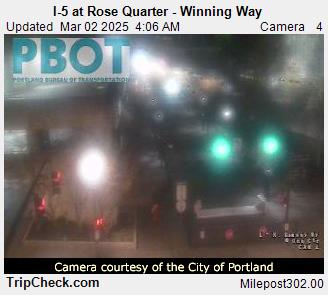 I-5 at Rose Quarter - Winning Way
Updated Mar 02 2025 4:06 AM Camera 4
PBOT
PORTLAND BUREAU OF TRANSPORTATION
Camera courtesy of the City of Portland
TripCheck.com Milepost302.00